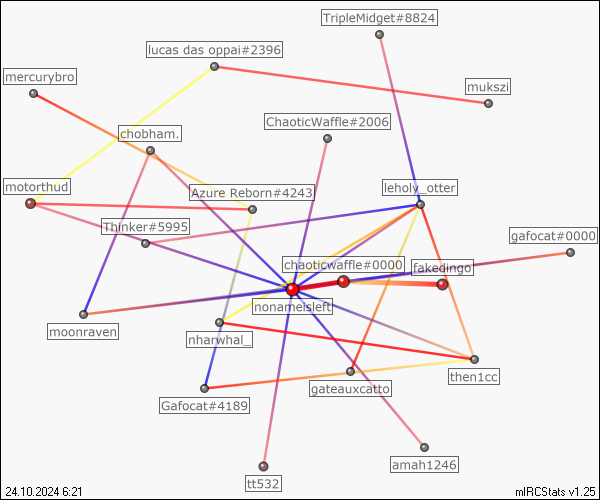 TripleMidget#8824
lucas das oppai#2396
mercurybro
mukszi
ChaoticWaffle#2006
chobham.
motorthud
Azure Reborn#4243
leholy_otter
Thinker#5995
gafocat#0000
chaoticwaffle#0000
fakedingo
nonameisleft
moonraven
nharwhal_
then1cc
gateauxcatto
Gafocat#4189
amah1246
tt532
24.10.2024 6:21
mIRCStats v1.25